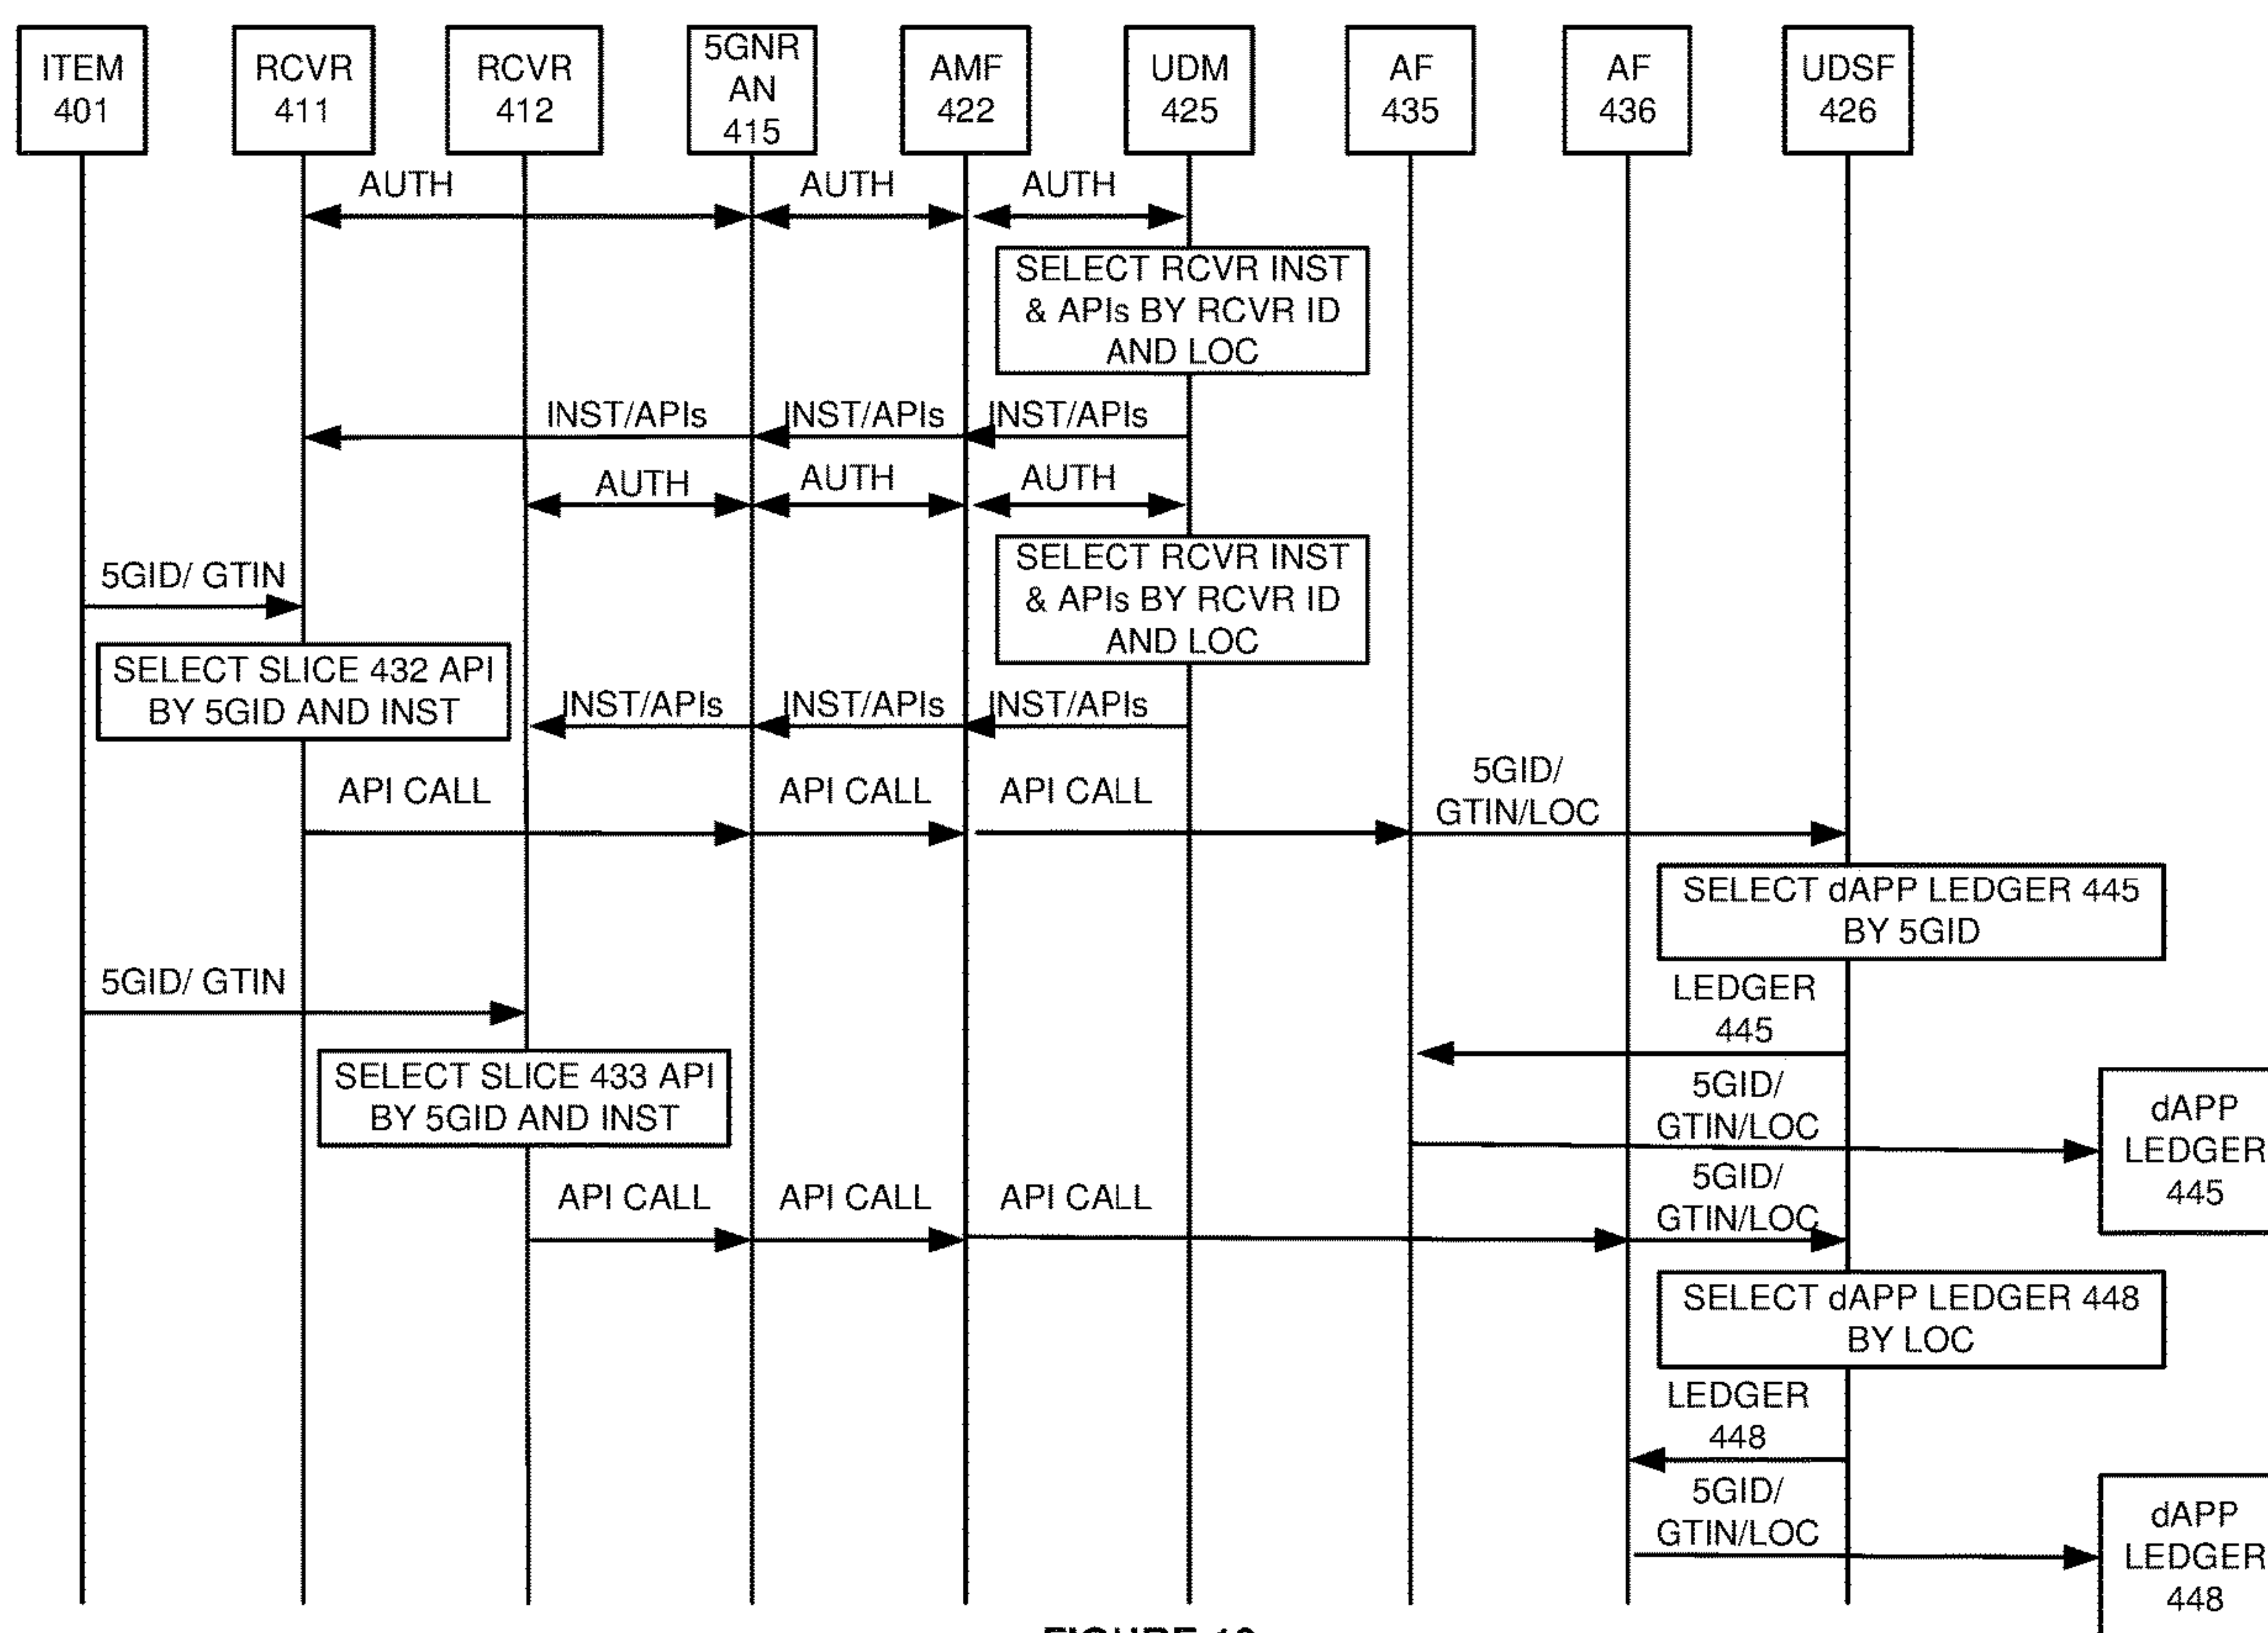 ITEM
401
RCVR
411
RCVR
412
5GNR
AN
415
AMF
422
UDM
425
AF
435
AF
436
UDSF
426
AUTH
AUTH
AUTH
SELECT RCVR INST
& APIs BY RCVR ID
AND LOC
INST/APIs
INST/APIs
INST/APIs
AUTH
AUTH
AUTH
SELECT RCVR INST
& APIs BY RCVR ID
AND LOC
5GID/ GTIN
SELECT SLICE 432 API
BY 5GID AND INST
INST/APIs
INST/APIs
INST/APIs
API CALL
API CALL
API CALL
5GID/
GTIN/LOC
SELECT dAPP LEDGER 445
BY 5GID
5GID/ GTIN
LEDGER
445
SELECT SLICE 433 API
BY 5GID AND INST
5GID/
GTIN/LOC
dAPP
LEDGER
445
API CALL
API CALL
API CALL
5GID/
GTIN/LOC
SELECT dAPP LEDGER 448
BY LOC
LEDGER
448
5GID/
GTIN/LOC
dAPP
LEDGER
448